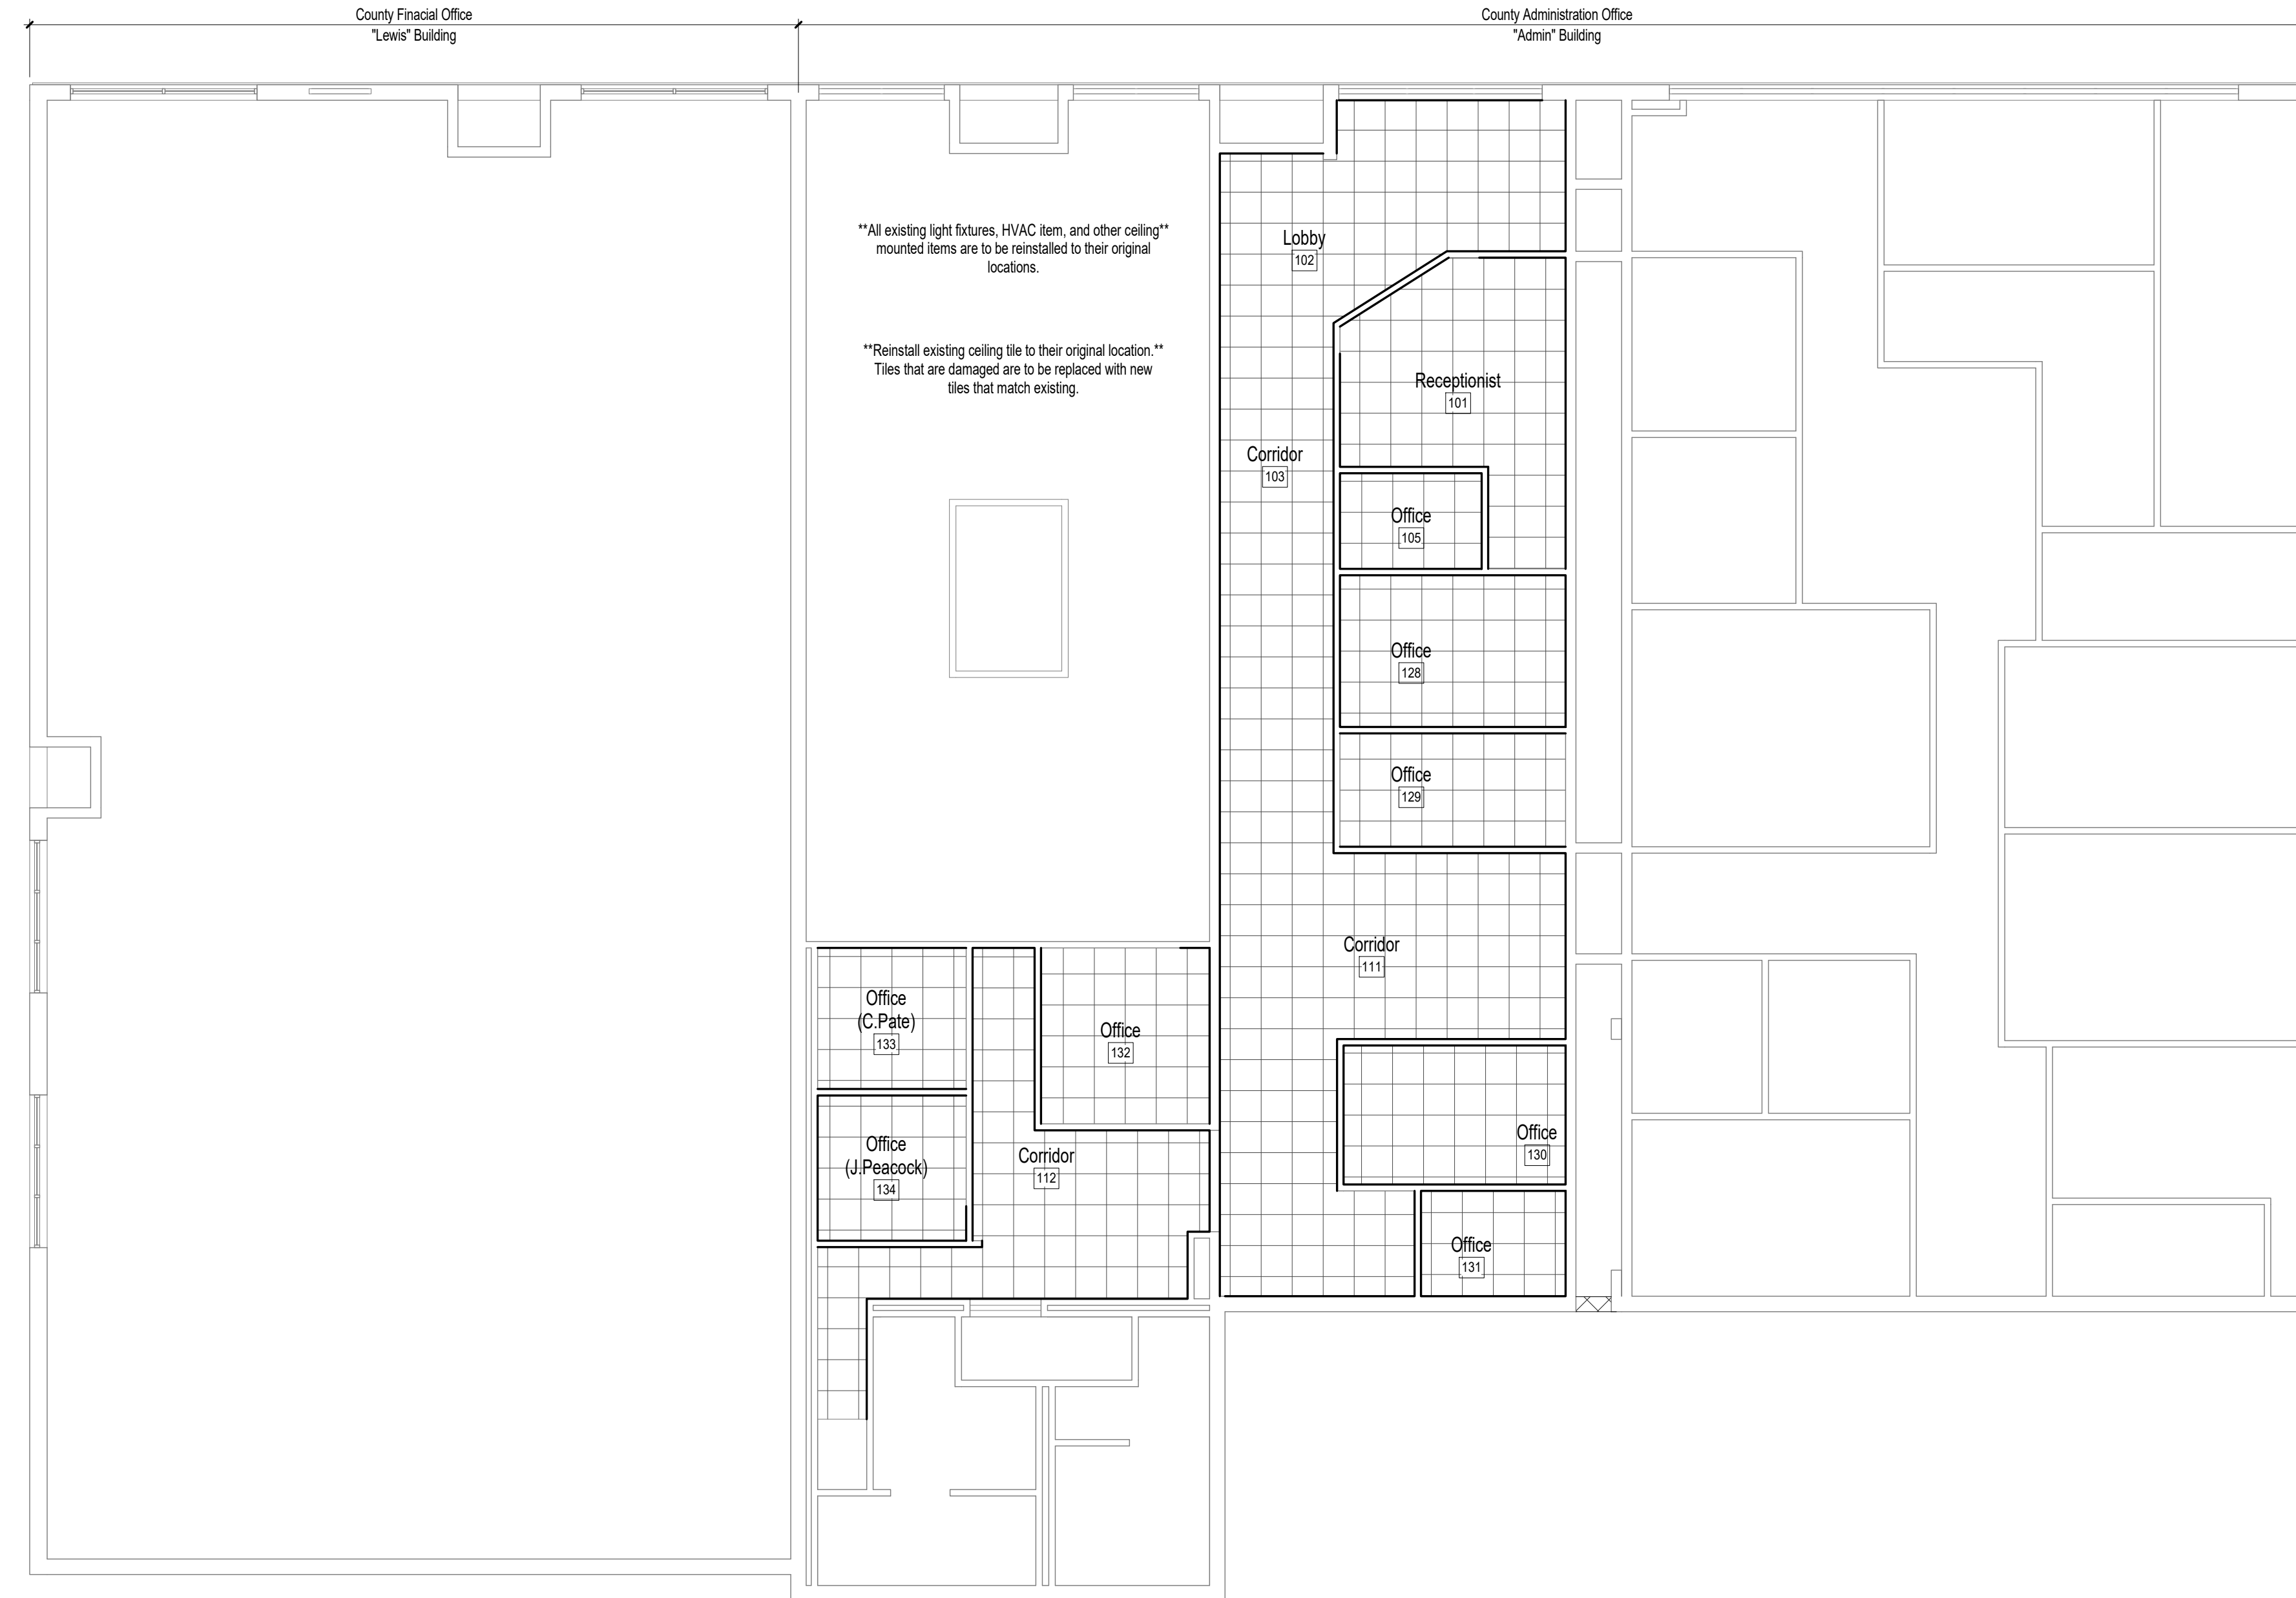 County Finacial Office
"Lewis" Building
County Administration Office
"Admin" Building
**All existing light fixtures, HVAC item, and other ceiling**
mounted items are to be reinstalled to their original
locations.
**Reinstall existing ceiling tile to their original location.**
Tiles that are damaged are to be replaced with new
tiles that match existing.
Lobby
102
Receptionist
101
Corridor
103
Office
105
Office
128
Office
129
Corridor
111
Office
(C.Pate)
133
Office
132
Office
(J.Peacock)
134
Corridor
112
Office
130
Office
131